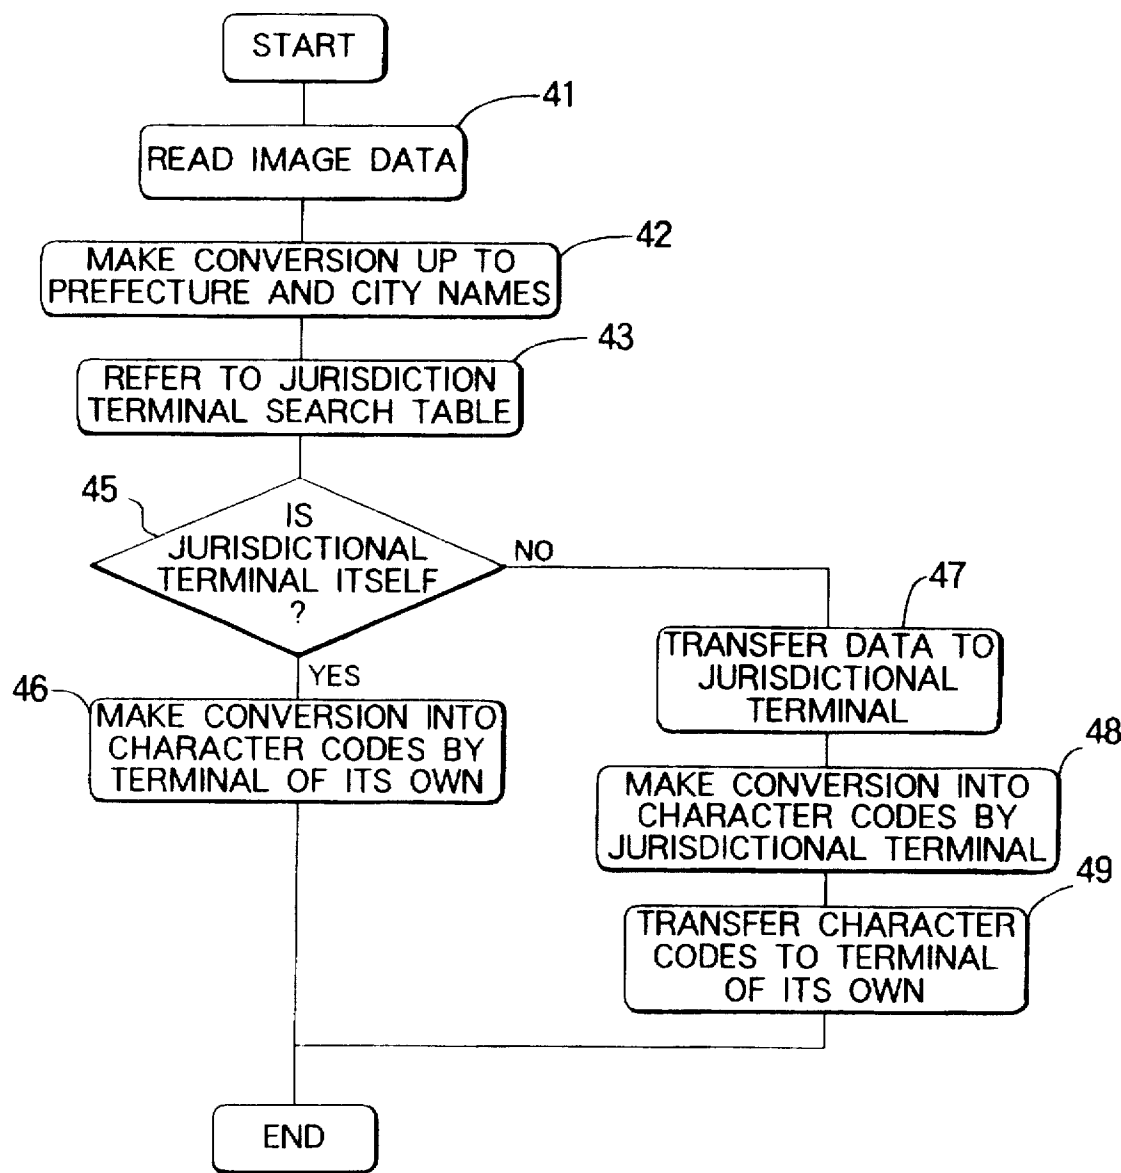 START
41
READ IMAGE DATA
42
MAKE CONVERSION UP TO
PREFECTURE AND CITY NAMES
43
REFER TO JURISDICTION
TERMINAL SEARCH TABLE
45
IS
JURISDICTIONAL
TERMINAL ITSELF
?
NO
YES
46
MAKE CONVERSION INTO
CHARACTER CODES BY
TERMINAL OF ITS OWN
47
TRANSFER DATA TO
JURISDICTIONAL
TERMINAL
48
MAKE CONVERSION INTO
CHARACTER CODES BY
JURISDICTIONAL TERMINAL
49
TRANSFER CHARACTER
CODES TO TERMINAL
OF ITS OWN
END